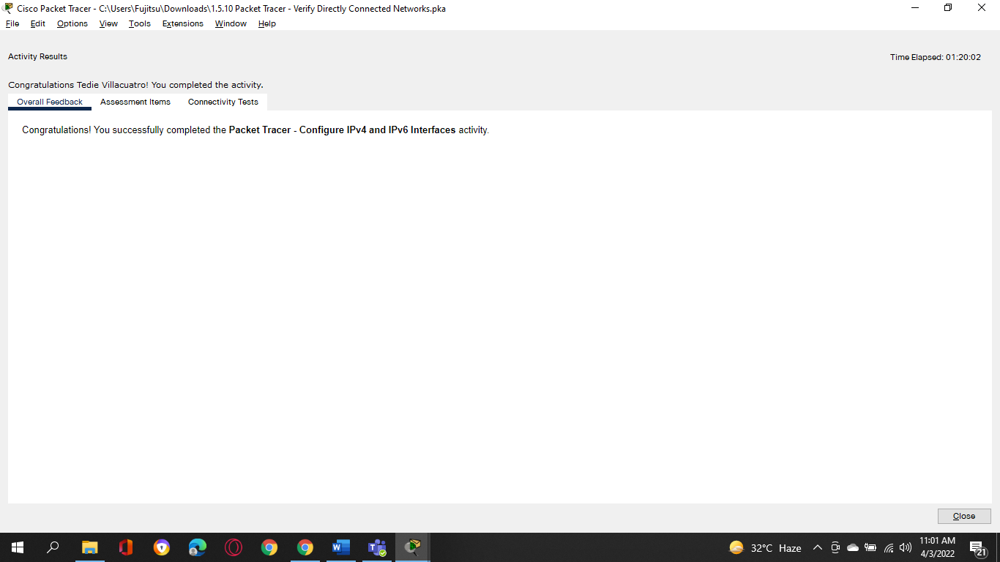 Cisco Packet Tracer - C:\Users\Fujitsu\Downloads\1.5.10 Packet Tracer - Verify Directly Connected Networks.pka
File Edit Options View Tools Extensions Window Help
Activity Results
Time Elapsed: 01:20:02
Congratulations Tedie Villacuatro! You completed the activity.
Overall Feedback Assessment Items Connectivity Tests
Congratulations! You successfully completed the Packet Tracer - Configure IPv4 and IPv6 Interfaces activity.
Close
32°C Haze
11:01 AM
4/3/2022
21